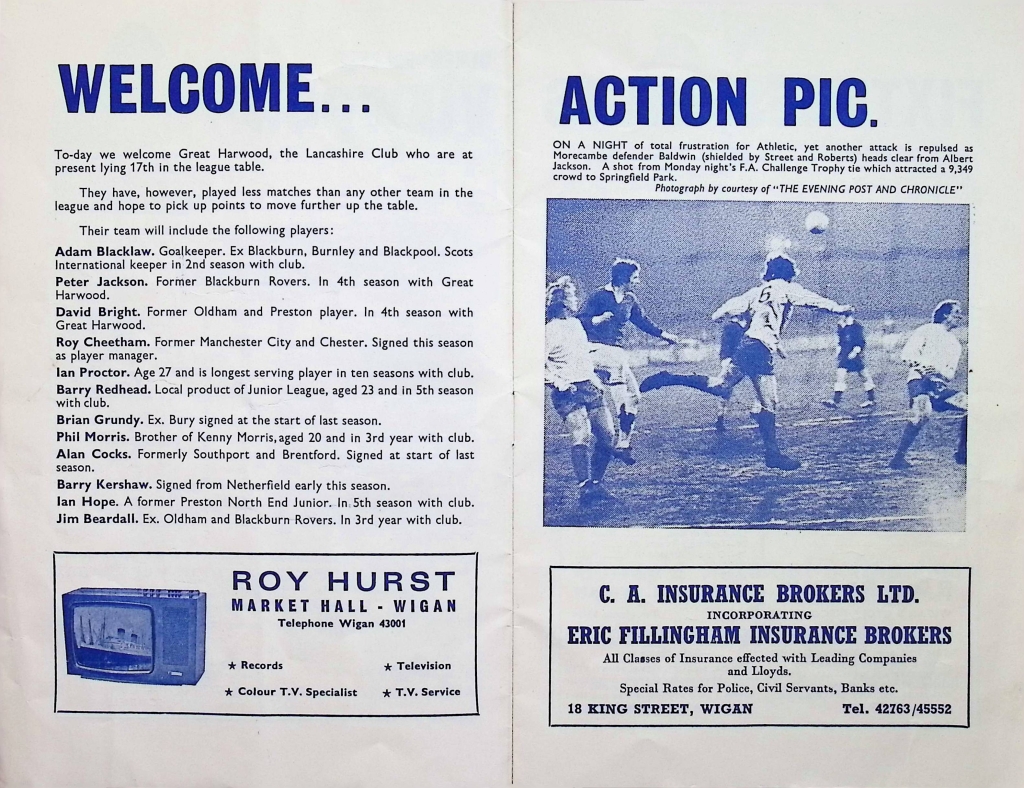 WELCOME...
To-day we welcome Great Harwood, the Lancashire Club who are at
present lying 17th in the league table.
They have, however, played less matches than any other team in the
league and hope to pick up points to move further up the table.
Their team will include the following players:
Adam Blacklaw. Goalkeeper. Ex Blackburn, Burnley and Blackpool. Scots
International keeper in 2nd season with club.
Peter Jackson. Former Blackburn Rovers. In 4th season with Great
Harwood.
David Bright. Former Oldham and Preston player. In 4th season with
Great Harwood.
Roy Cheetham. Former Manchester City and Chester. Signed this season
as player manager.
Ian Proctor. Age 27 and is longest serving player in ten seasons with club.
Barry Redhead. Local product of Junior League, aged 23 and in 5th season
with club.
Brian Grundy. Ex. Bury signed at the start of last season.
Phil Morris. Brother of Kenny Morris, aged 20 and in 3rd year with club.
Alan Cocks. Formerly Southport and Brentford. Signed at start of last
season.
Barry Kershaw. Signed from Netherfield early this season.
Ian Hope. A former Preston North End Junior. In 5th season with club.
Jim Beardall. Ex. Oldham and Blackburn Rovers. In 3rd year with club.
ROY HURST
MARKET HALL - WIGAN
Telephone Wigan 43001
★ Records ★ Television
★ Colour T.V. Specialist ★ T.V. Service
ACTION PIC.
ON A NIGHT of total frustration for Athletic, yet another attack is repulsed as
Morecambe defender Baldwin (shielded by Street and Roberts) heads clear from Albert
Jackson. A shot from Monday night's F.A. Challenge Trophy tie which attracted a 9,349
crowd to Springfield Park.
Photograph by courtesy of "THE EVENING POST AND CHRONICLE"
6
C. A. INSURANCE BROKERS LTD.
INCORPORATING
ERIC FILLINGHAM INSURANCE BROKERS
All Classes of Insurance effected with Leading Companies
and Lloyds.
Special Rates for Police, Civil Servants, Banks etc.
18 KING STREET, WIGAN Tel. 42763/45552